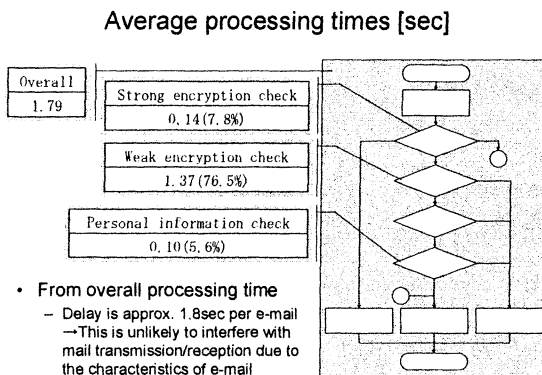 Average processing times [sec]
Overall
1.79
Strong encryption check
0.14(7.8%)
Weak encryption check
1.37(76.5%)
Personal information check
0.10(5.6%)
• From overall processing time
– Delay is approx. 1.8sec per e-mail
→This is unlikely to interfere with
mail transmission/reception due to
the characteristics of e-mail